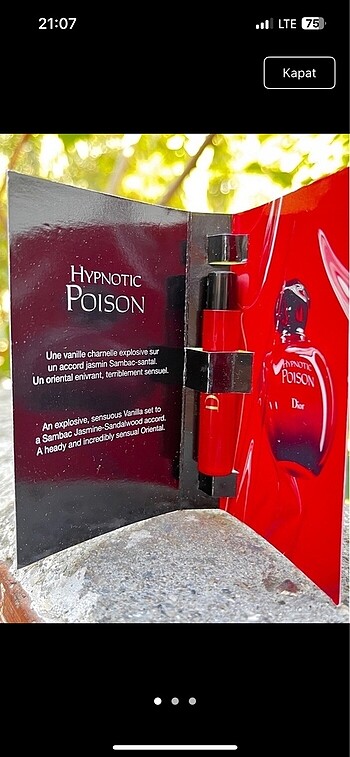 21:07
LTE
75
Kapat
HYPNOTIC
POISON
Une vanille charnelle explosive sur
un accord jasmin Sambac-santal.
Un oriental enivrant, terriblement sensuel.
An explosive, sensuous Vanilla set to
a Sambac Jasmine-Sandalwood accord.
A heady and incredibly sensual Oriental.
D
HYPNOTIC
POISON
Dior